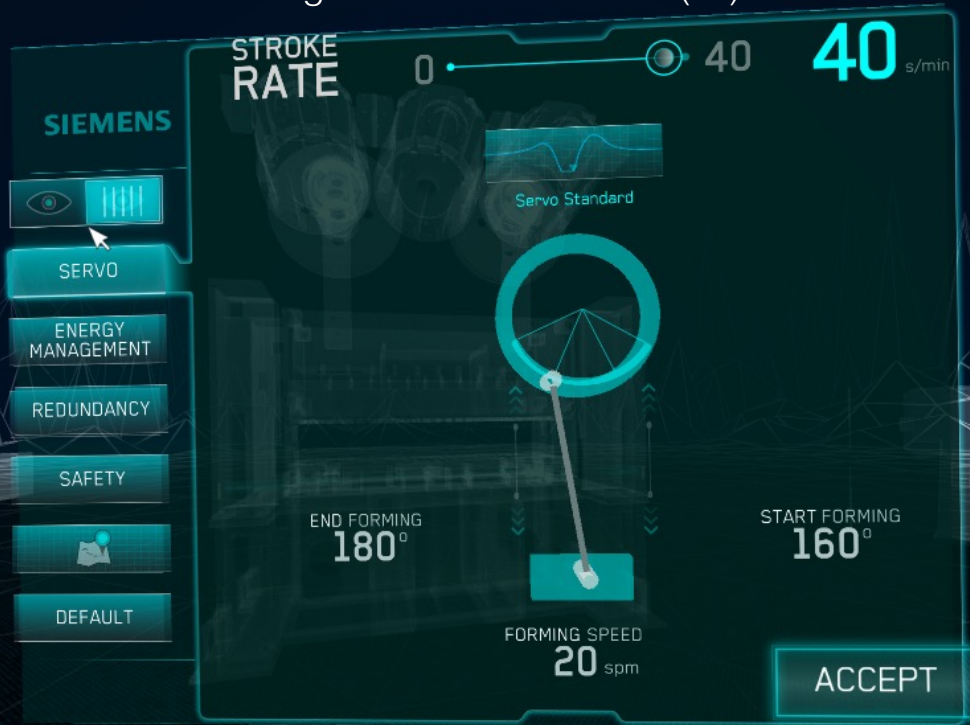 STROKE
RATE
0
40
40 s/min
SIEMENS
Servo Standard
SERVO
ENERGY
MANAGEMENT
REDUNDANCY
SAFETY
DEFAULT
END FORMING
180°
START FORMING
160°
FORMING SPEED
20 spm
ACCEPT